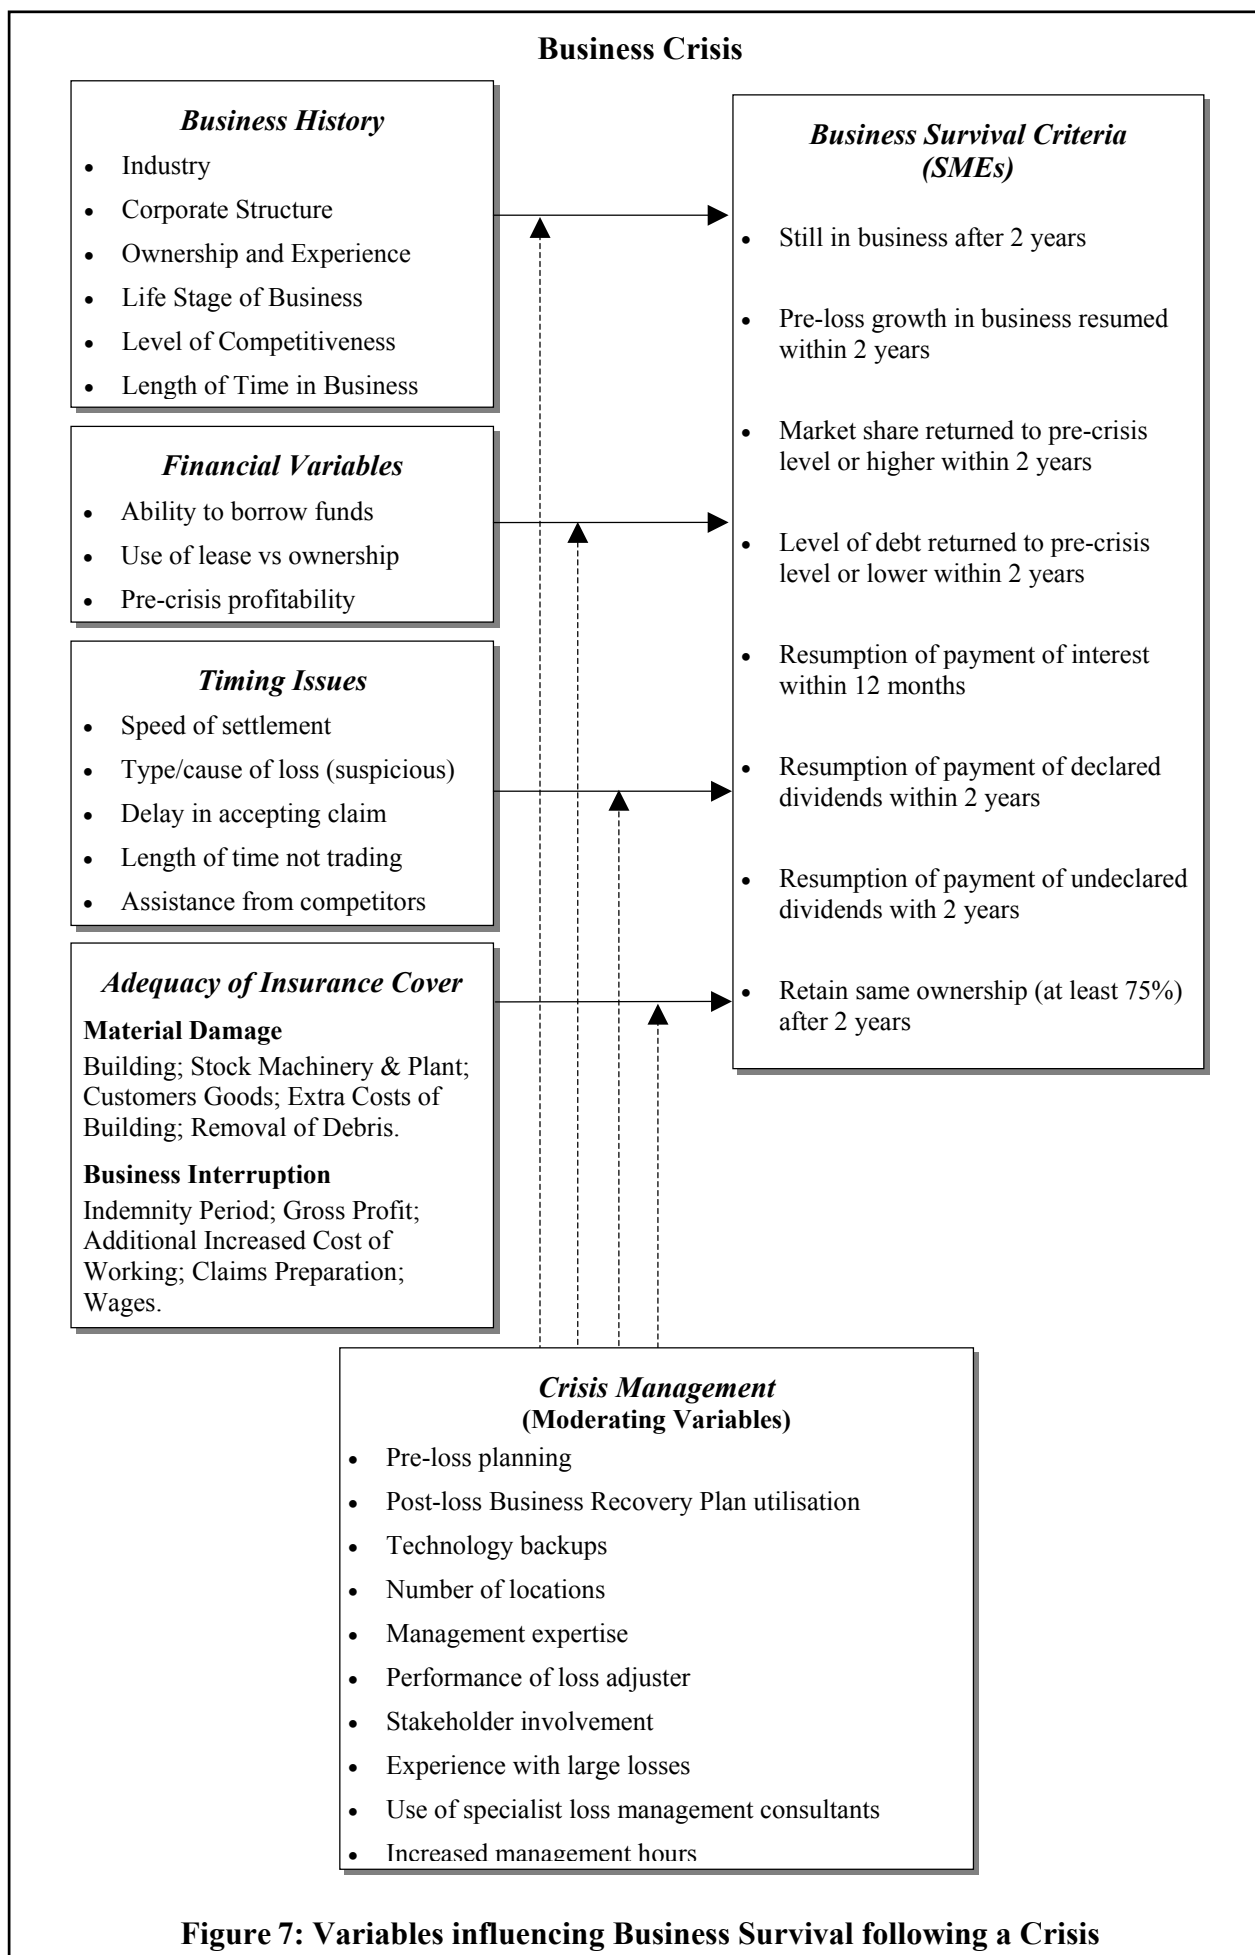 Business Crisis
Business History
• Industry
• Corporate Structure
• Ownership and Experience
• Life Stage of Business
• Level of Competitiveness
• Length of Time in Business
Financial Variables
• Ability to borrow funds
• Use of lease vs ownership
• Pre-crisis profitability
Timing Issues
• Speed of settlement
• Type/cause of loss (suspicious)
• Delay in accepting claim
• Length of time not trading
• Assistance from competitors
Adequacy of Insurance Cover
Material Damage
Building; Stock Machinery & Plant;
Customers Goods; Extra Costs of
Building; Removal of Debris.
Business Interruption
Indemnity Period; Gross Profit;
Additional Increased Cost of
Working; Claims Preparation;
Wages.
Business Survival Criteria
(SMEs)
• Still in business after 2 years
• Pre-loss growth in business resumed
within 2 years
• Market share returned to pre-crisis
level or higher within 2 years
• Level of debt returned to pre-crisis
level or lower within 2 years
• Resumption of payment of interest
within 12 months
• Resumption of payment of declared
dividends within 2 years
• Resumption of payment of undeclared
dividends with 2 years
• Retain same ownership (at least 75%)
after 2 years
Crisis Management
(Moderating Variables)
• Pre-loss planning
• Post-loss Business Recovery Plan utilisation
• Technology backups
• Number of locations
• Management expertise
• Performance of loss adjuster
• Stakeholder involvement
• Experience with large losses
• Use of specialist loss management consultants
• Increased management hours
Figure 7: Variables influencing Business Survival following a Crisis